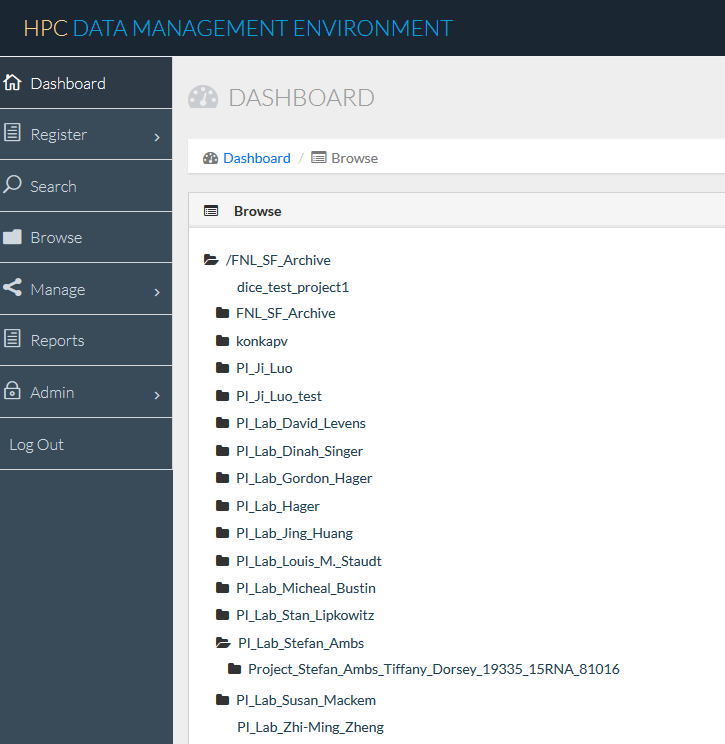 HPC DATA MANAGEMENT ENVIRONMENT
Dashboard
Register
Search
Browse
Manage
Reports
Admin
Log Out
DASHBOARD
Dashboard / Browse
Browse
/FNL_SF_Archive
dice_test_project1
FNL_SF_Archive
konkapv
PI_Ji_Luo
PI_Ji_Luo_test
PI_Lab_David_Levens
PI_Lab_Dinah_Singer
PI_Lab_Gordon_Hager
PI_Lab_Hager
PI_Lab_Jing_Huang
PI_Lab_Louis_M._Staudt
PI_Lab_Micheal_Bustin
PI_Lab_Stan_Lipkowitz
PI_Lab_Stefan_Ambs
Project_Stefan_Ambs_Tiffany_Dorsey_19335_15RNA_81016
PI_Lab_Susan_Mackem
PI_Lab_Zhi-Ming_Zheng